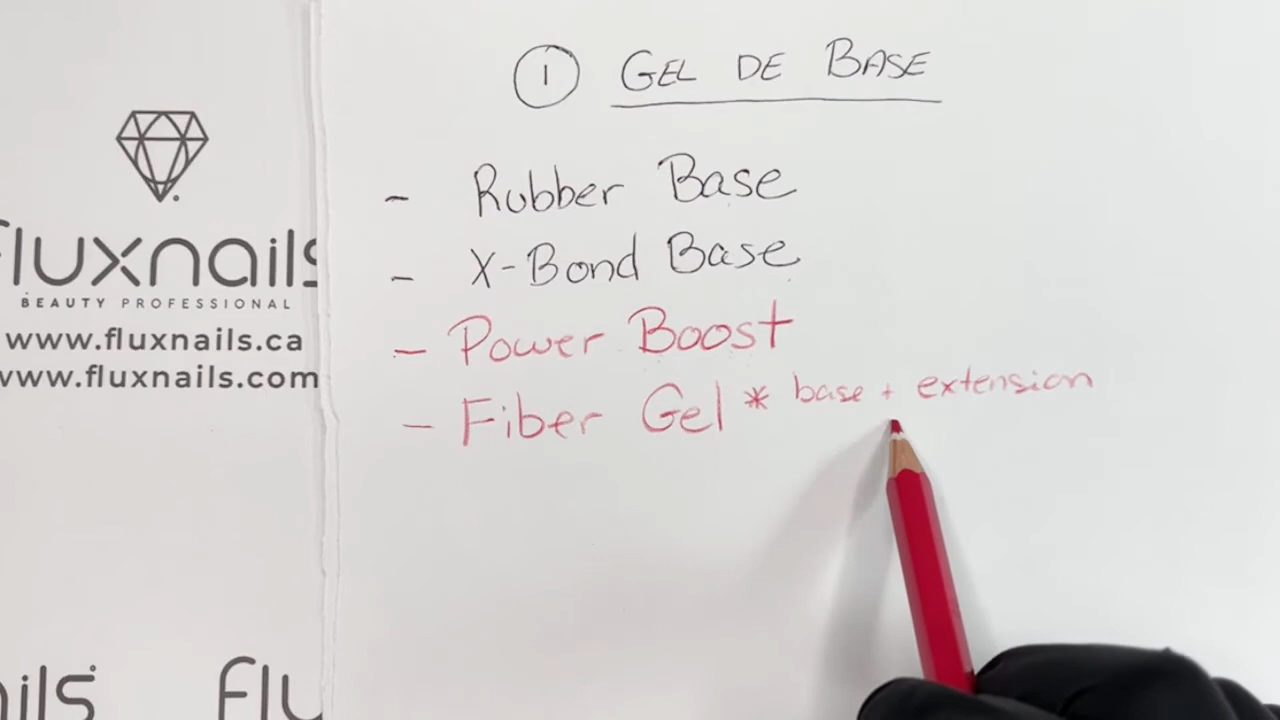 ① GEL DE BASE
- Rubber Base
- X-Bond Base
- Power Boost
- Fiber Gel * base + extension
fluxnails
BEAUTY PROFESSIONAL
www.fluxnails.ca
www.fluxnails.com
nails
flu